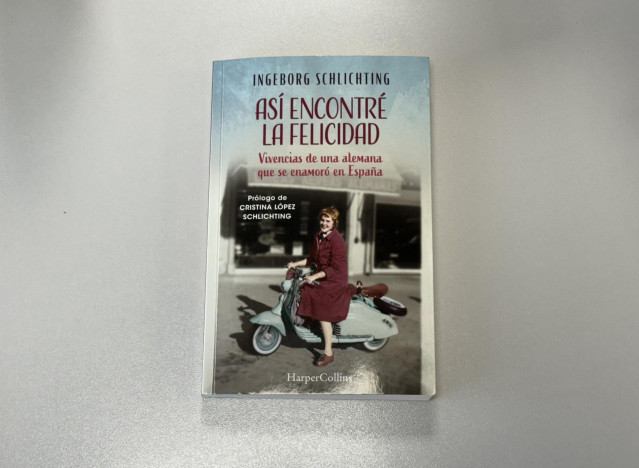 INGEBORG SCHLICHTING
ASÍ ENCONTRÉ
LA FELICIDAD
Vivencias de una alemana
que se enamoró en España
Prólogo de
CRISTINA LÓPEZ
SCHLICHTING
HarperCollins